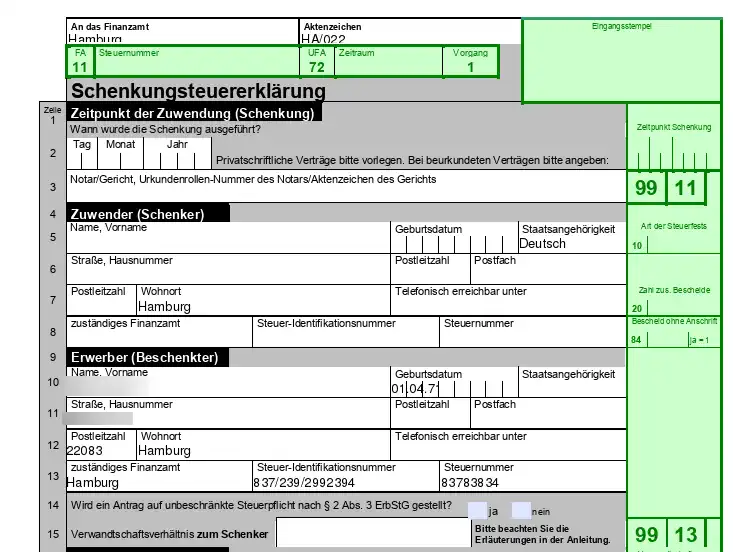 An das Finanzamt Aktenzeichen Eingangsstempel
Hamburg HA/022
FA Steuernummer UFA Zeitraum Vorgang
11 72 1
Schenkungsteuererklärung
Zeile
1 Zeitpunkt der Zuwendung (Schenkung)
Wann wurde die Schenkung ausgeführt? Zeitpunkt Schenkung
Tag Monat Jahr
2 Privatschriftliche Verträge bitte vorlegen. Bei beurkundeten Verträgen bitte angeben:
Notar/Gericht, Urkundenrollen-Nummer des Notars/Aktenzeichen des Gerichts
3 99 11
4 Zuwender (Schenker)
Name, Vorname Geburtsdatum Staatsangehörigkeit Art der Steuerfests
5 Deutsch 10
Straße, Hausnummer Postleitzahl Postfach
6
Postleitzahl Wohnort Telefonisch erreichbar unter Zahl zus. Bescheide
7 Hamburg 20
zuständiges Finanzamt Steuer-Identifikationsnummer Steuernummer Bescheid ohne Anschrift
8 84 ja = 1
9 Erwerber (Beschenkter)
Name, Vorname Geburtsdatum Staatsangehörigkeit
10 01.04.71
Straße, Hausnummer Postleitzahl Postfach
11
Postleitzahl Wohnort Telefonisch erreichbar unter
12 22083 Hamburg
zuständiges Finanzamt Steuer-Identifikationsnummer Steuernummer
13 Hamburg 837/239/2992394 83783834
14 Wird ein Antrag auf unbeschränkte Steuerpflicht nach § 2 Abs. 3 ErbStG gestellt? ja nein
15 Verwandtschaftsverhältnis zum Schenker Bitte beachten Sie die
Erläuterungen in der Anleitung. 99 13